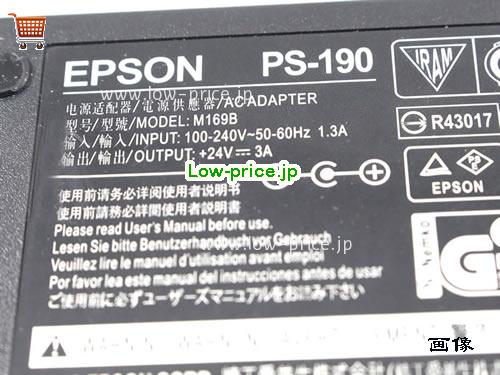 EPSON PS-190
www.low-price.jp
IRAM
电源适配器/電源供應器/AC ADAPTER
型号/型號/MODEL: M169B
输入/輸入/INPUT: 100-240V~50-60Hz 1.3A
输出/輸出/OUTPUT: +24V⎓3A
R43017
Low-price.jp
EPSON
使用前请务必详阅使用者说明书
使用前請務必詳閱使用者說明書
Please read User's Manual before use.
Lesen Sie bitte Benutzerhandbuch vor Gebrauch
www.low-price.jp
Veuillez lire le manuel d'utilisation avant emploi
Por favor lea este manual del instrucciones antes de usar
ご使用前に必ずユーザーズマニュアルをお読み下さい
Nemko
GS
画像